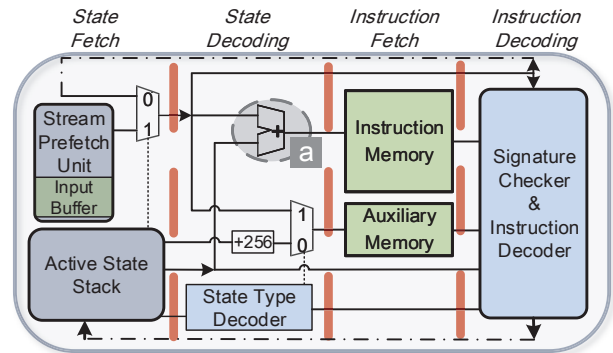 State
Fetch
State
Decoding
Instruction
Fetch
Instruction
Decoding
0
1
Stream
Prefetch
Unit
Input
Buffer
+
a
Instruction
Memory
Signature
Checker
&
Instruction
Decoder
1
0
Auxiliary
Memory
+256
Active State
Stack
State Type
Decoder